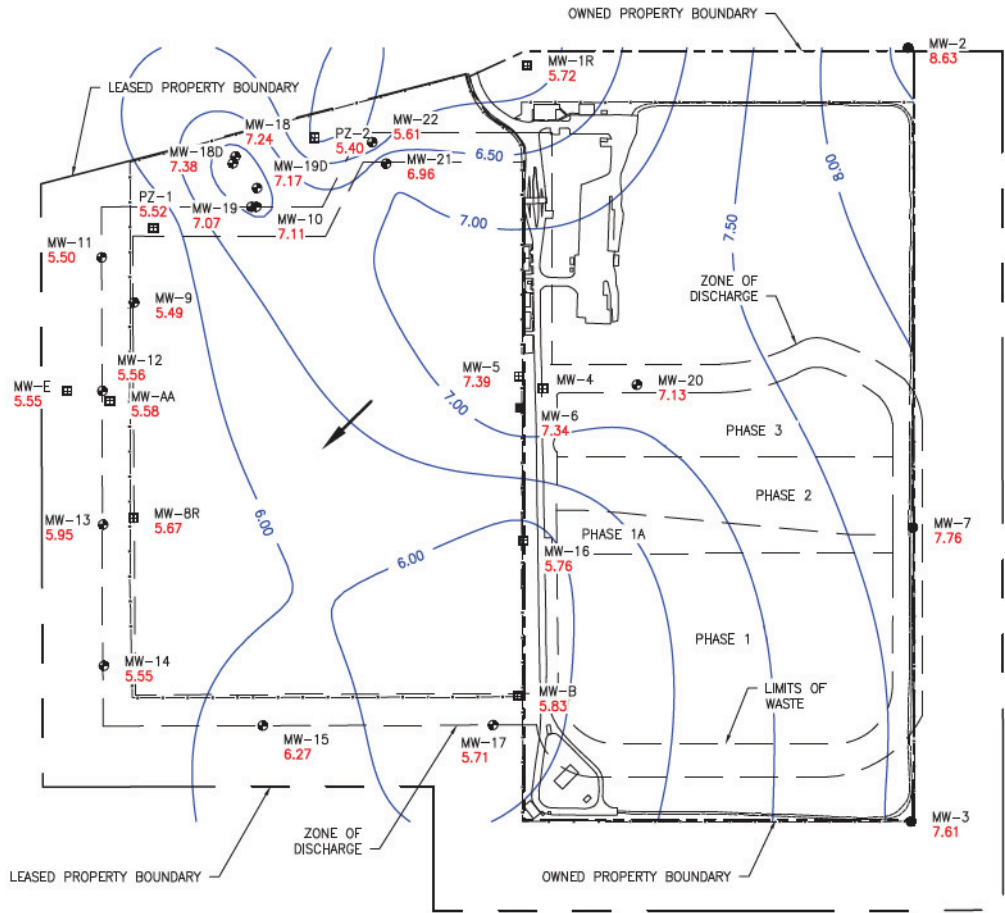 OWNED PROPERTY BOUNDARY
MW-2
8.63
MW-1R
5.72
LEASED PROPERTY BOUNDARY
MW-18
7.24
MW-22
5.61
PZ-2
5.40
MW-18D
7.38
MW-19D
7.17
MW-21
6.96
6.50
8.00
PZ-1
5.52
MW-19
7.07
MW-10
7.11
7.00
7.50
MW-11
5.50
ZONE OF
DISCHARGE
MW-9
5.49
MW-12
5.56
MW-5
7.39
MW-E
5.55
MW-AA
5.58
7.00
MW-4
MW-20
7.13
MW-6
7.34
PHASE 3
PHASE 2
MW-13
5.95
MW-8R
5.67
6.00
6.00
PHASE 1A
MW-7
7.76
MW-16
5.76
PHASE 1
MW-14
5.55
MW-B
5.83
LIMITS OF
WASTE
MW-15
6.27
MW-17
5.71
ZONE OF
DISCHARGE
MW-3
7.61
LEASED PROPERTY BOUNDARY
OWNED PROPERTY BOUNDARY